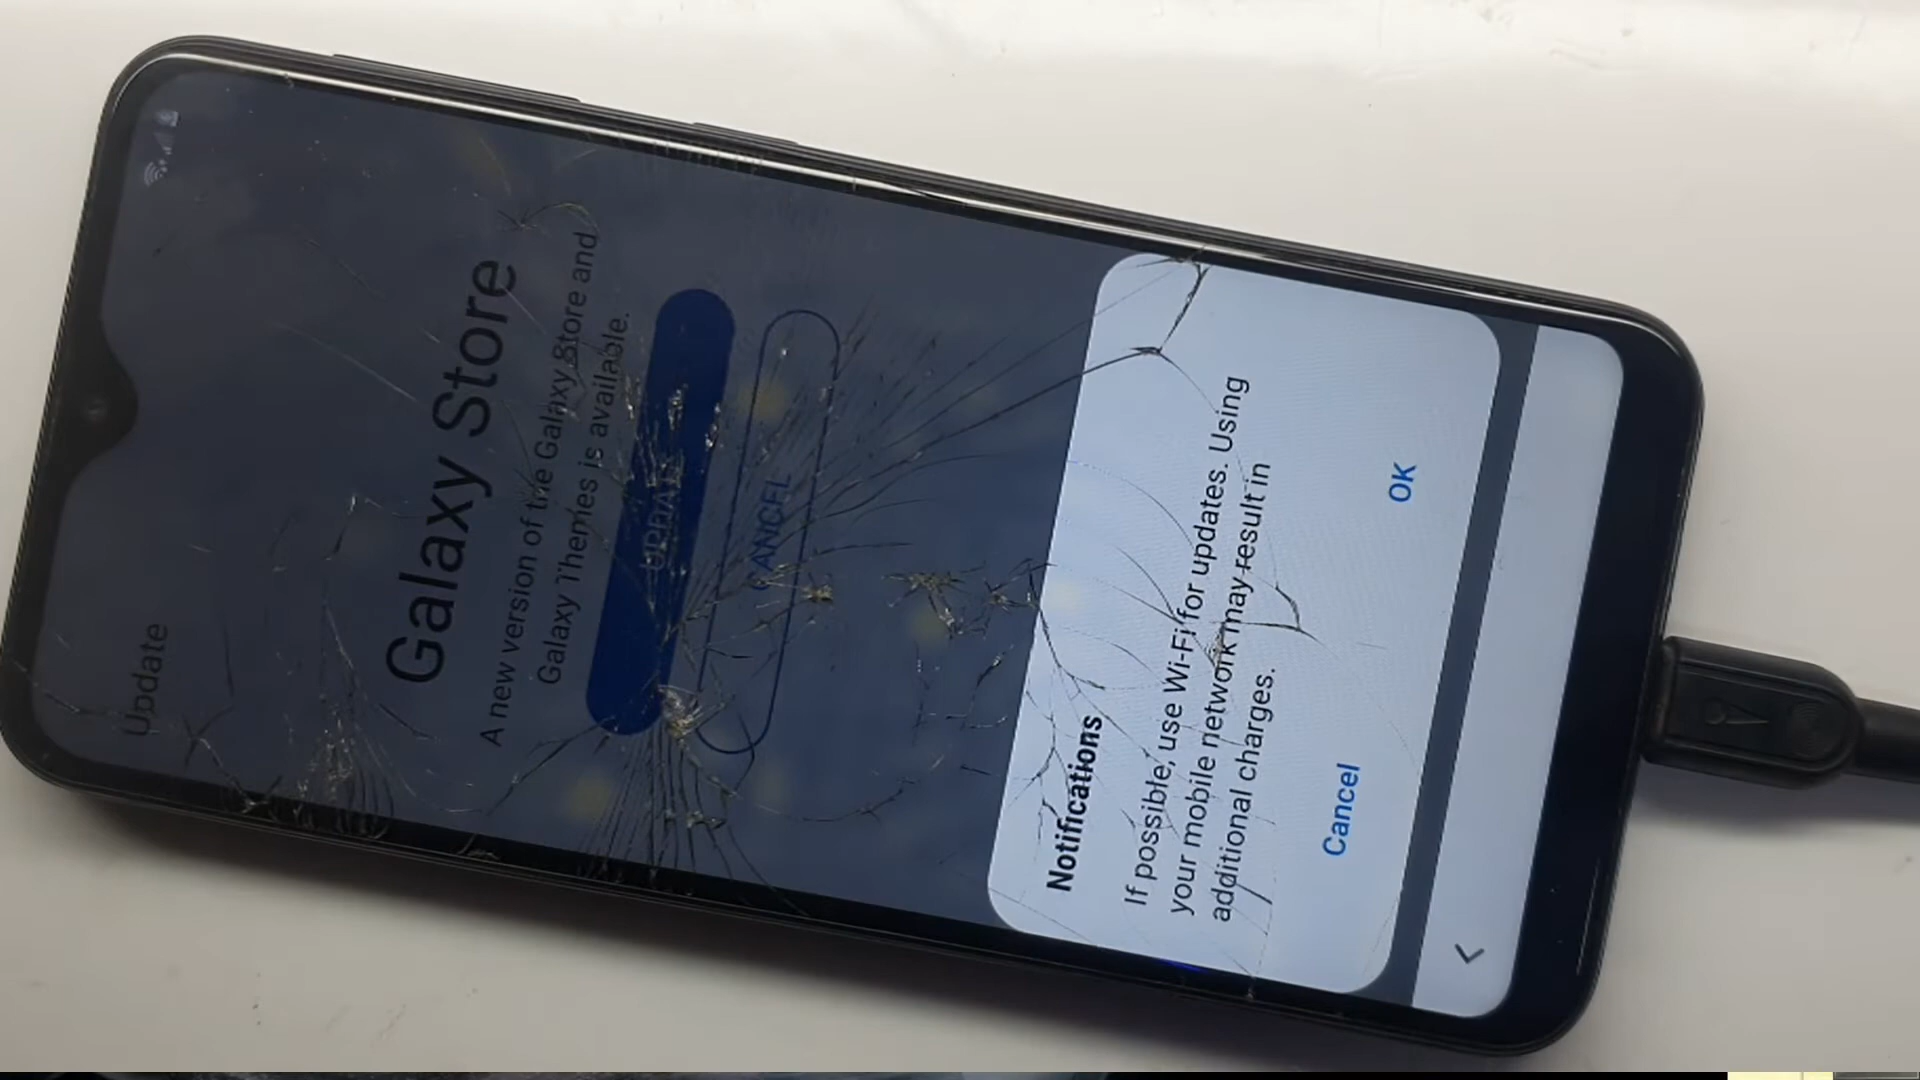 Update
Galaxy Store
A new version of the Galaxy Store and
Galaxy Themes is available.
UPDATE
CANCEL
Notifications
If possible, use Wi-Fi for updates. Using
your mobile network may result in
additional charges.
Cancel OK